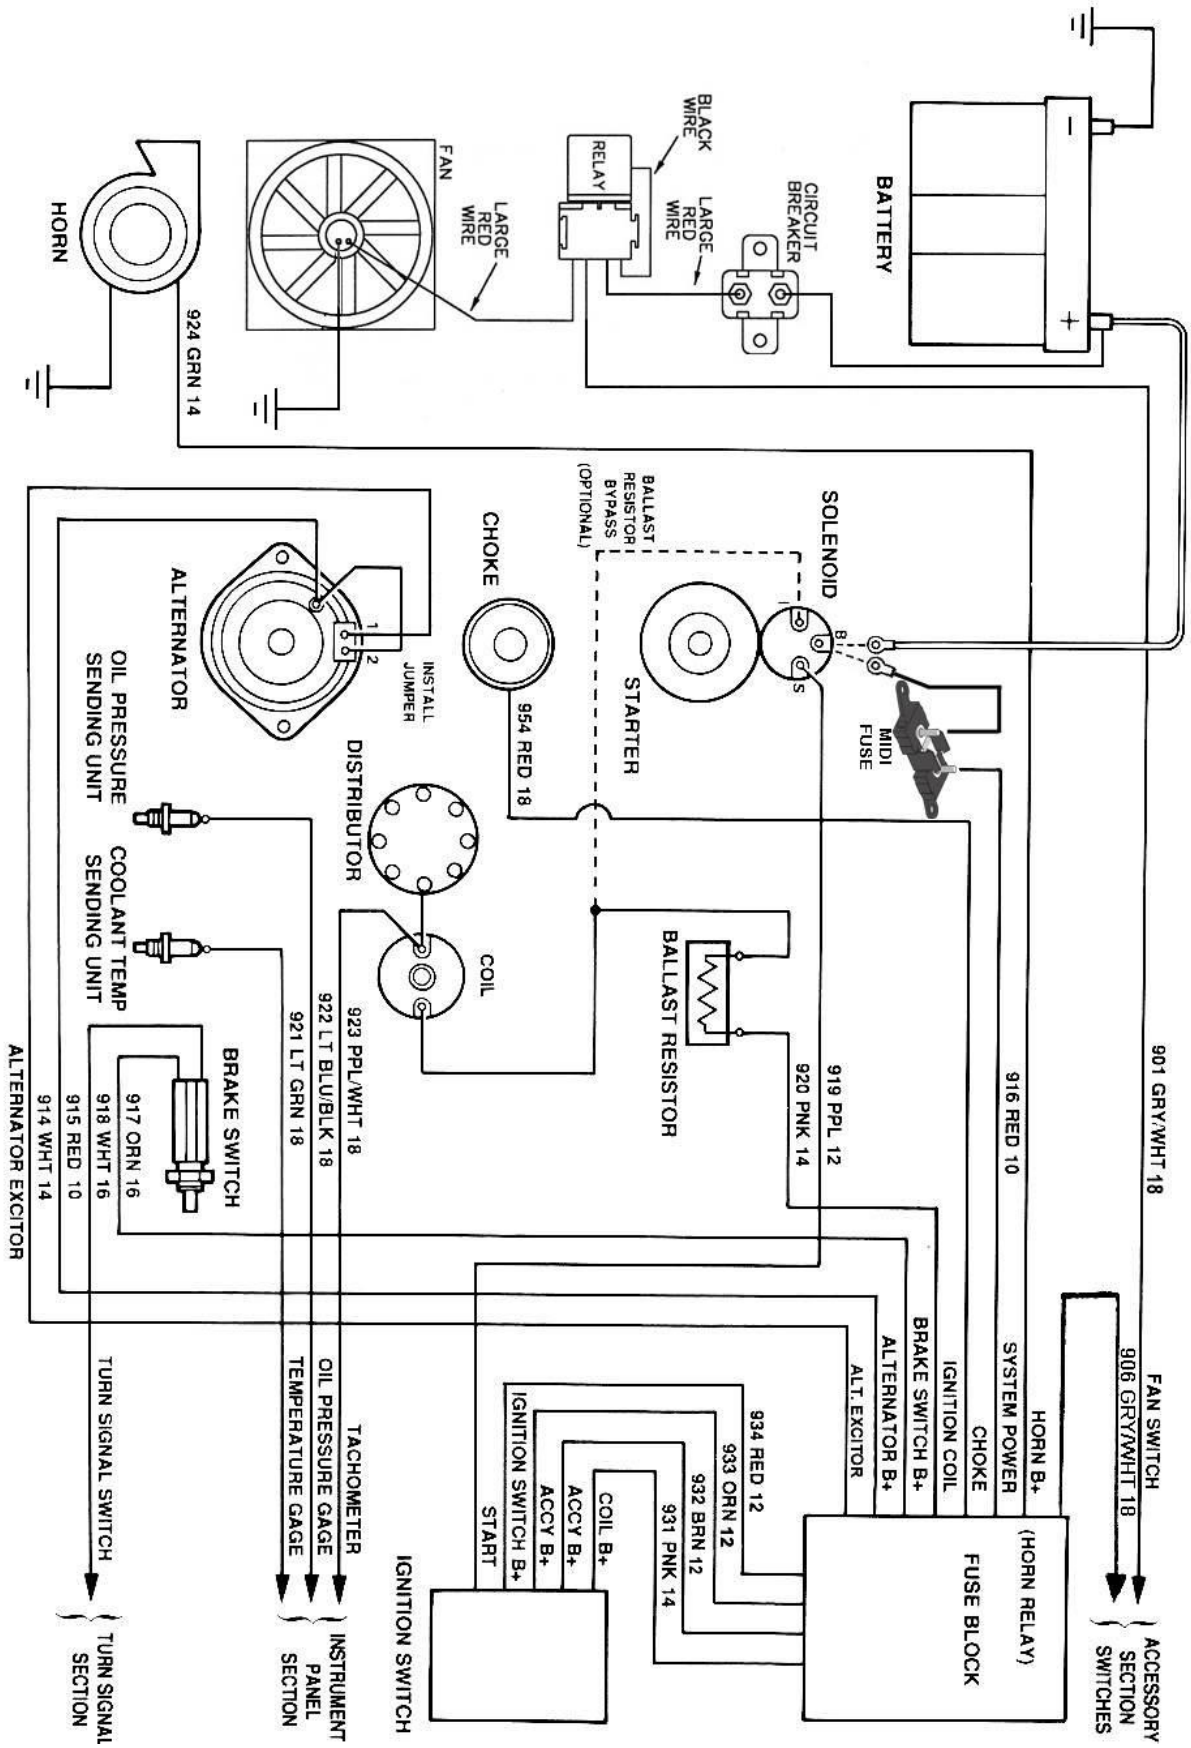 BATTERY
−
+
CIRCUIT
BREAKER
LARGE
RED
WIRE
BLACK
WIRE
RELAY
FAN
LARGE
RED
WIRE
HORN
924 GRN 14
SOLENOID
I
B
S
STARTER
MIDI
FUSE
BALLAST
RESISTOR
BYPASS
(OPTIONAL)
CHOKE
954 RED 18
ALTERNATOR
1
2
INSTALL
JUMPER
DISTRIBUTOR
COIL
BALLAST RESISTOR
OIL PRESSURE
SENDING UNIT
COOLANT TEMP
SENDING UNIT
BRAKE SWITCH
901 GRY/WHT 18
916 RED 10
919 PPL 12
920 PNK 14
923 PPL/WHT 18
922 LT BLU/BLK 18
921 LT GRN 18
917 ORN 16
918 WHT 16
915 RED 10
914 WHT 14
ALTERNATOR EXCITOR
FAN SWITCH
906 GRY/WHT 18
HORN B+
SYSTEM POWER
CHOKE
IGNITION COIL
BRAKE SWITCH B+
ALTERNATOR B+
ALT. EXCITOR
934 RED 12
933 ORN 12
932 BRN 12
931 PNK 14
COIL B+
ACCY B+
ACCY B+
IGNITION SWITCH B+
START
TACHOMETER
OIL PRESSURE GAGE
TEMPERATURE GAGE
TURN SIGNAL SWITCH
(HORN RELAY)
FUSE BLOCK
IGNITION SWITCH
ACCESSORY
SECTION
SWITCHES
INSTRUMENT
PANEL
SECTION
TURN SIGNAL
SECTION